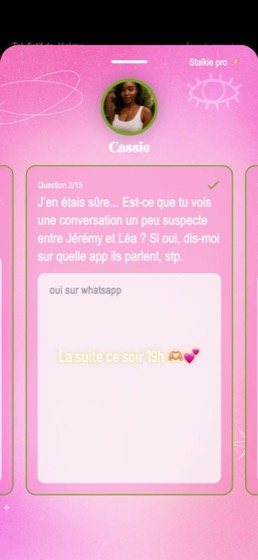 Stalkie pro
Cassie
Question 2/15
J'en étais sûre... Est-ce que tu vois
une conversation un peu suspecte
entre Jérémy et Léa ? Si oui, dis-moi
sur quelle app ils parlent, stp.
oui sur whatsapp
La suite ce soir 19h 🫶🏼💕